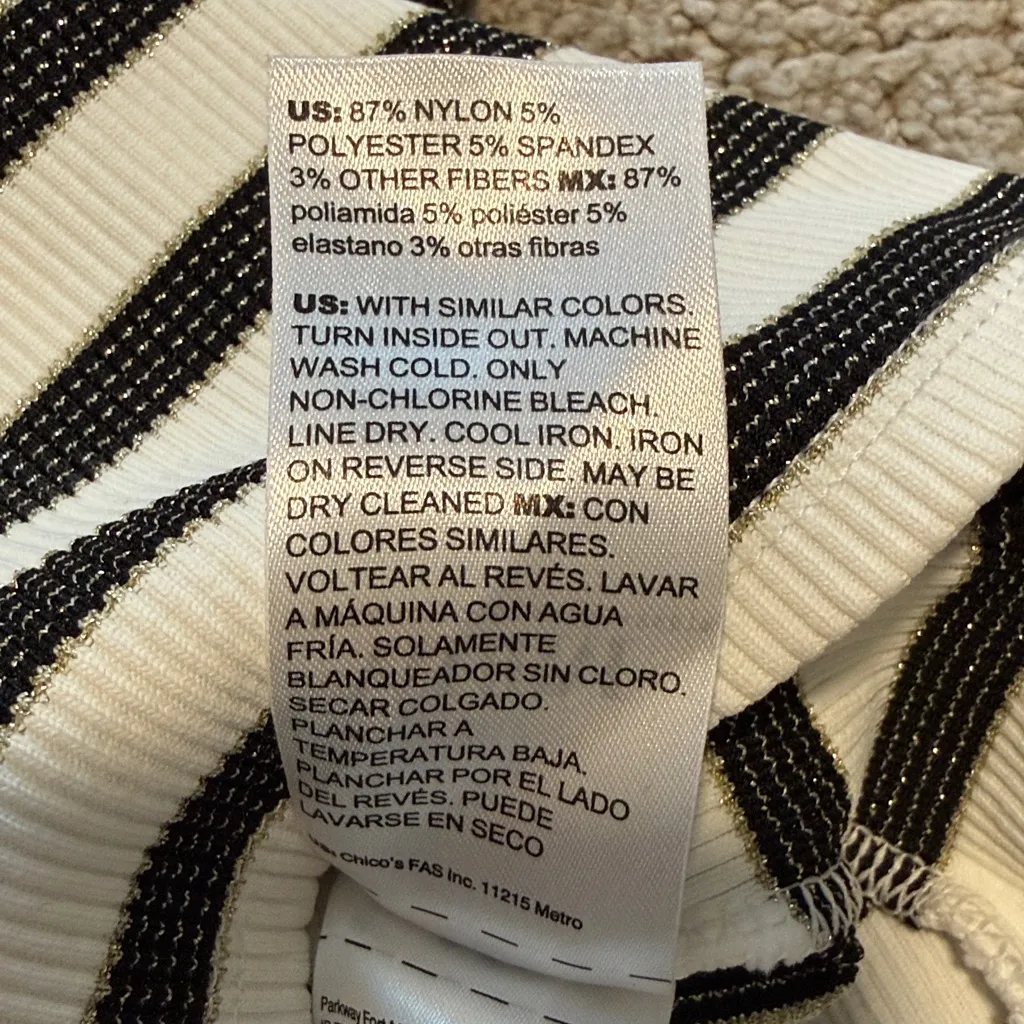 US: 87% NYLON 5%
POLYESTER 5% SPANDEX
3% OTHER FIBERS MX: 87%
poliamida 5% poliéster 5%
elastano 3% otras fibras
US: WITH SIMILAR COLORS.
TURN INSIDE OUT. MACHINE
WASH COLD. ONLY
NON-CHLORINE BLEACH.
LINE DRY. COOL IRON. IRON
ON REVERSE SIDE. MAY BE
DRY CLEANED MX: CON
COLORES SIMILARES.
VOLTEAR AL REVÉS. LAVAR
A MÁQUINA CON AGUA
FRÍA. SOLAMENTE
BLANQUEADOR SIN CLORO.
SECAR COLGADO.
PLANCHAR A
TEMPERATURA BAJA.
PLANCHAR POR EL LADO
DEL REVÉS. PUEDE
LAVARSE EN SECO
Chico's FAS Inc. 11215 Metro
Parkway